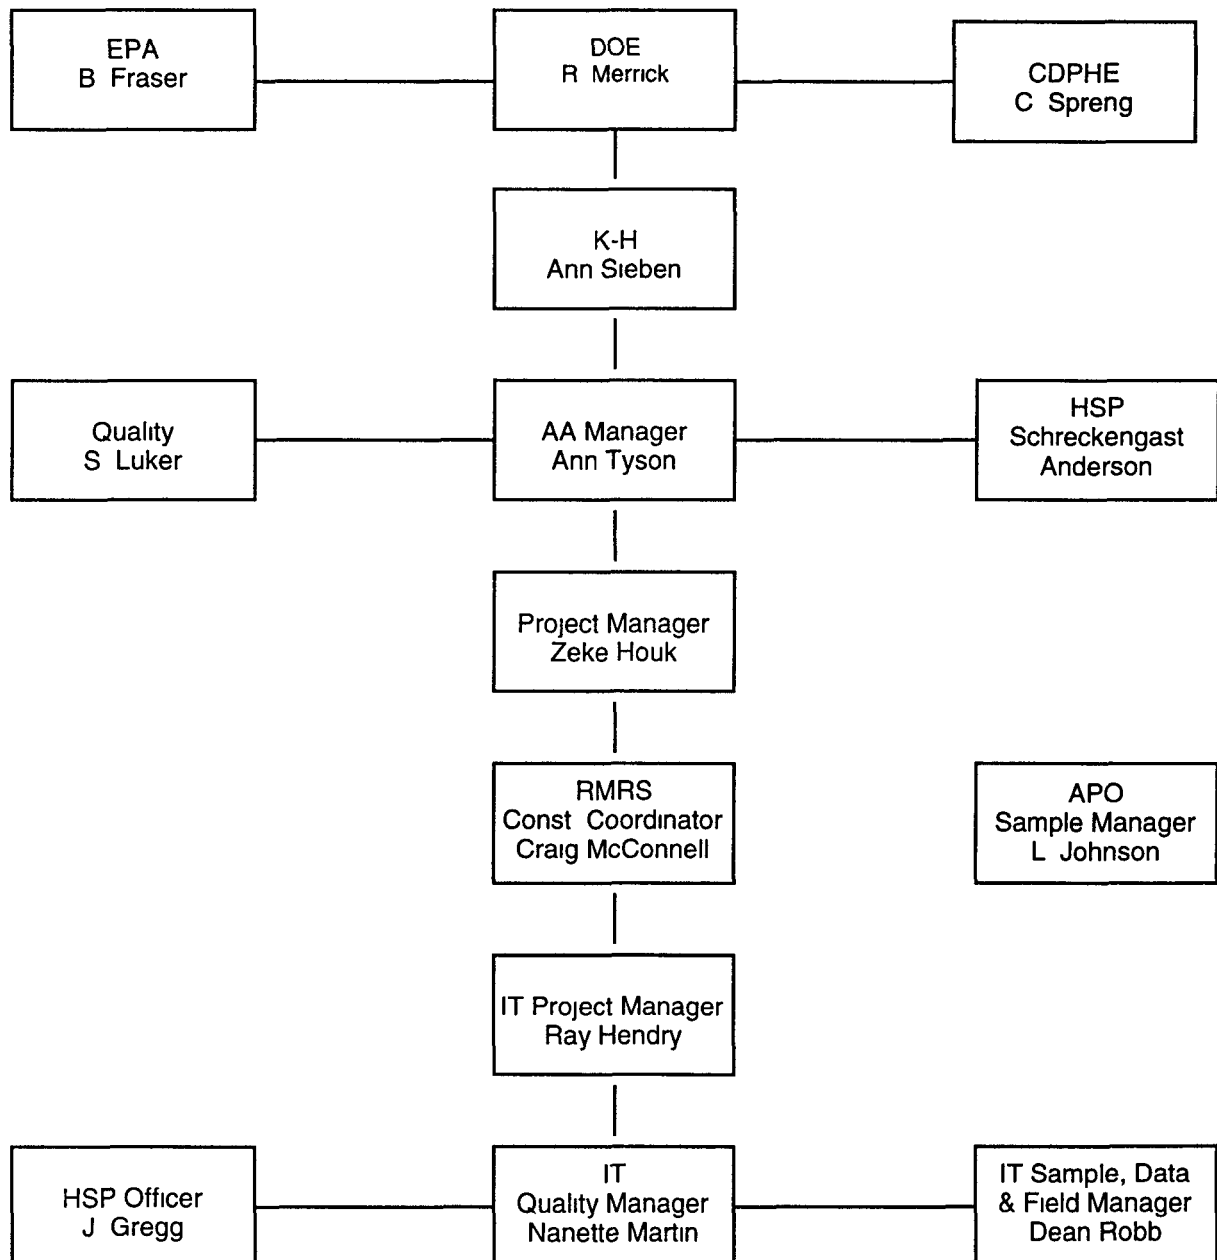 EPA
B Fraser
DOE
R Merrick
CDPHE
C Spreng
K-H
Ann Sieben
Quality
S Luker
AA Manager
Ann Tyson
HSP
Schreckengast
Anderson
Project Manager
Zeke Houk
RMRS
Const Coordinator
Craig McConnell
APO
Sample Manager
L Johnson
IT Project Manager
Ray Hendry
HSP Officer
J Gregg
IT
Quality Manager
Nanette Martin
IT Sample, Data
& Field Manager
Dean Robb